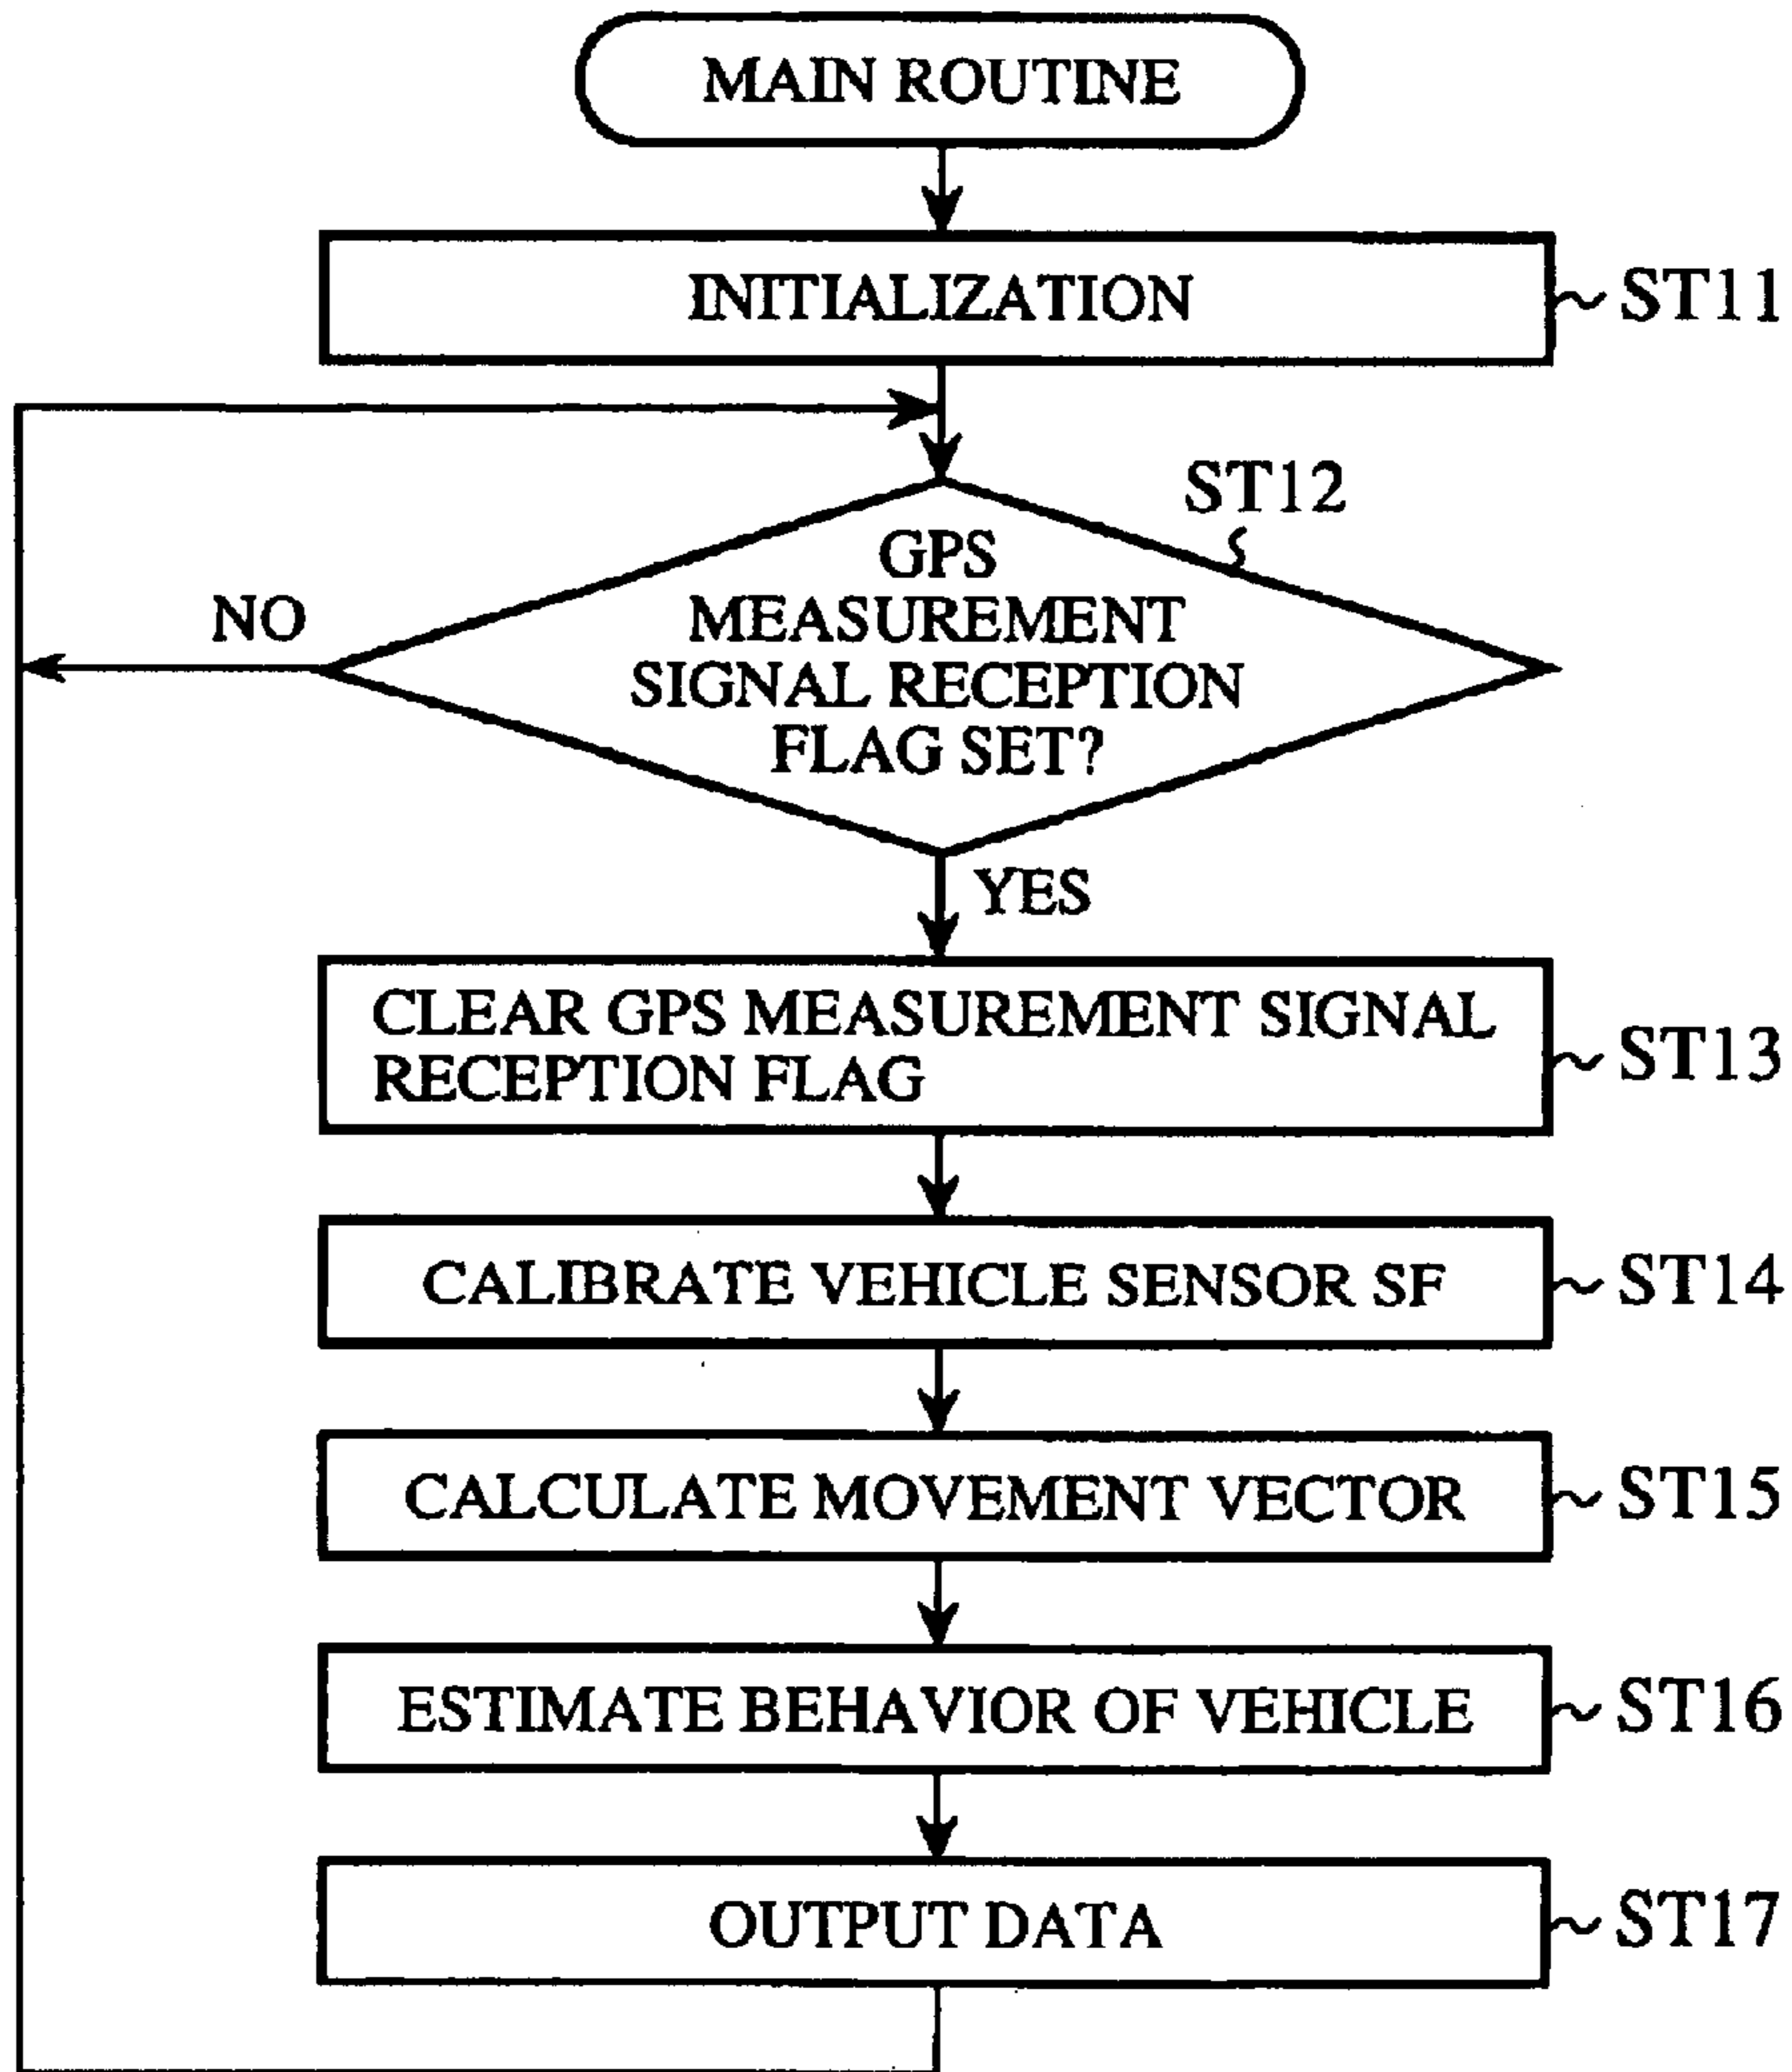 MAIN ROUTINE
INITIALIZATION
ST11
ST12
GPS
MEASUREMENT
SIGNAL RECEPTION
FLAG SET?
NO
YES
CLEAR GPS MEASUREMENT SIGNAL
RECEPTION FLAG
ST13
CALIBRATE VEHICLE SENSOR SF
ST14
CALCULATE MOVEMENT VECTOR
ST15
ESTIMATE BEHAVIOR OF VEHICLE
ST16
OUTPUT DATA
ST17